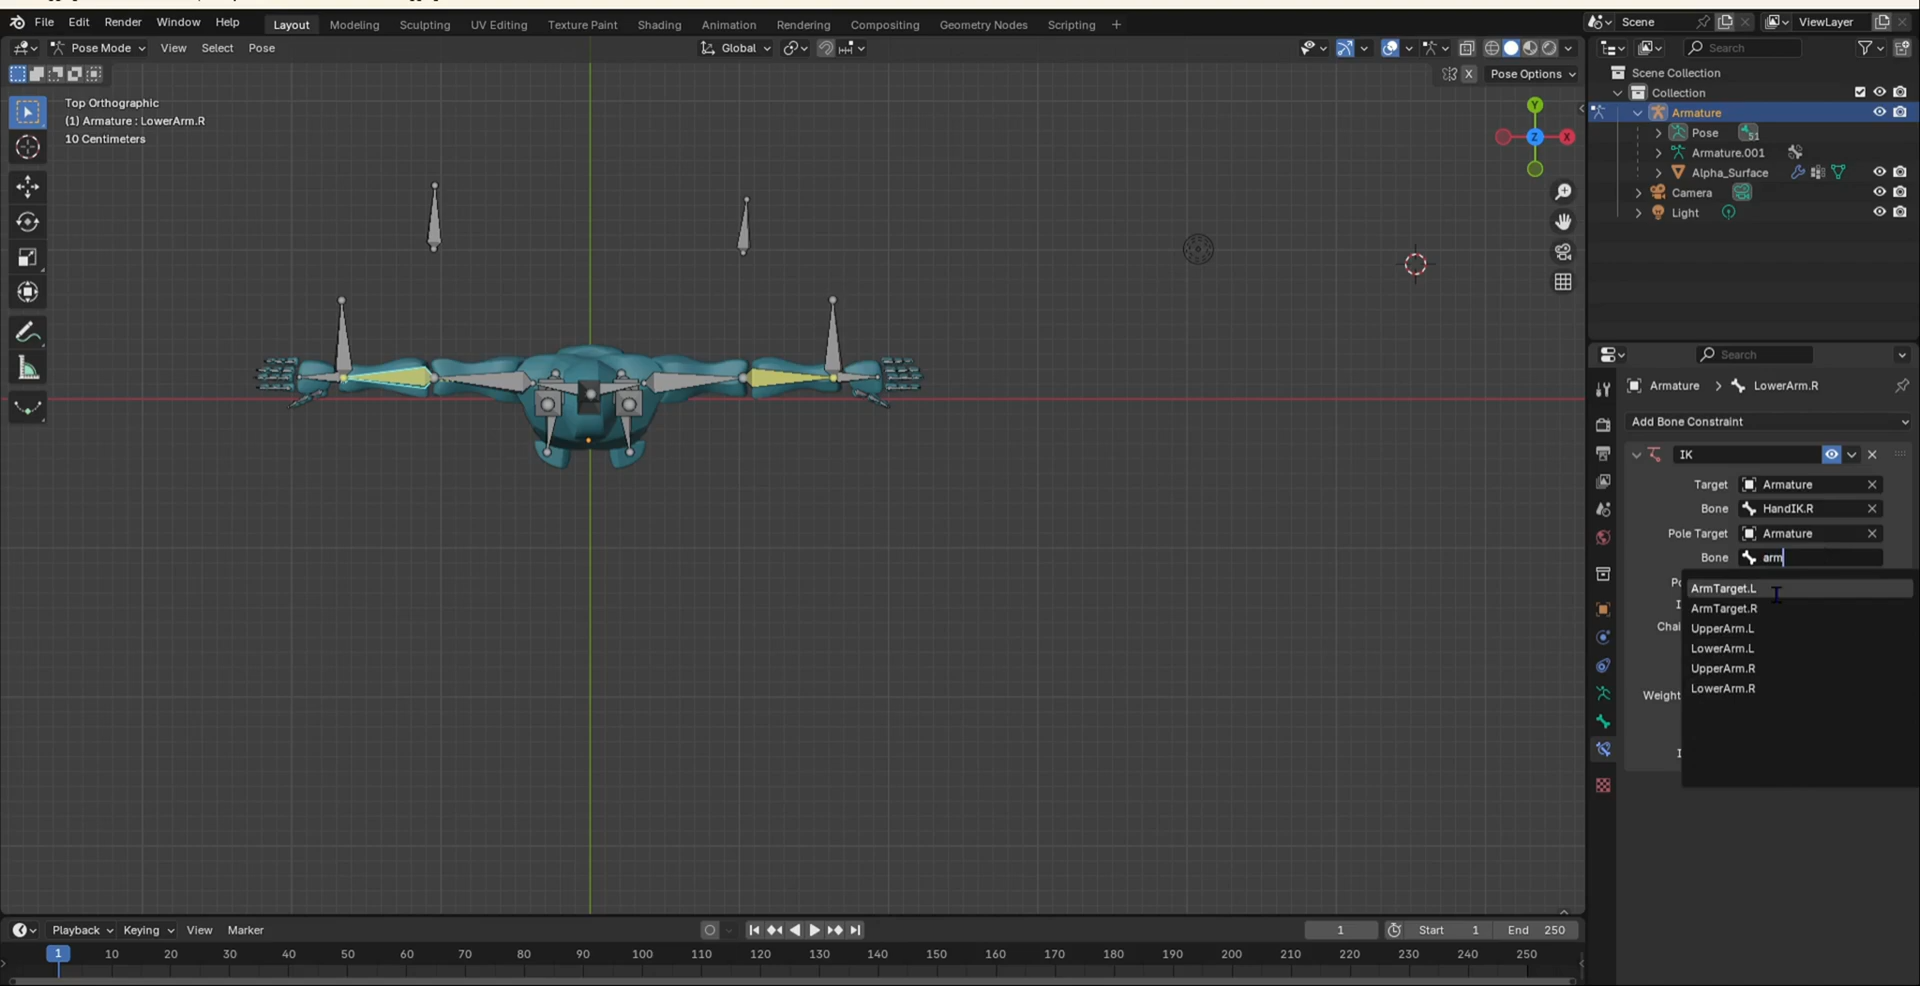 File Edit Render Window Help Layout Modeling Sculpting UV Editing Texture Paint Shading Animation Rendering Compositing Geometry Nodes Scripting + Scene ViewLayer
Pose Mode View Select Pose Global Search
X Pose Options
Scene Collection
Collection
Armature
Pose 51
Armature.001
Alpha_Surface
Camera
Light
Top Orthographic
(1) Armature : LowerArm.R
10 Centimeters
Y
Z
X
Search
Armature > LowerArm.R
Add Bone Constraint
IK
Target Armature
Bone HandIK.R
Pole Target Armature
Bone arm
ArmTarget.L
ArmTarget.R
Chai UpperArm.L
LowerArm.L
UpperArm.R
Weight LowerArm.R
Playback Keying View Marker 1 Start 1 End 250
1 10 20 30 40 50 60 70 80 90 100 110 120 130 140 150 160 170 180 190 200 210 220 230 240 250